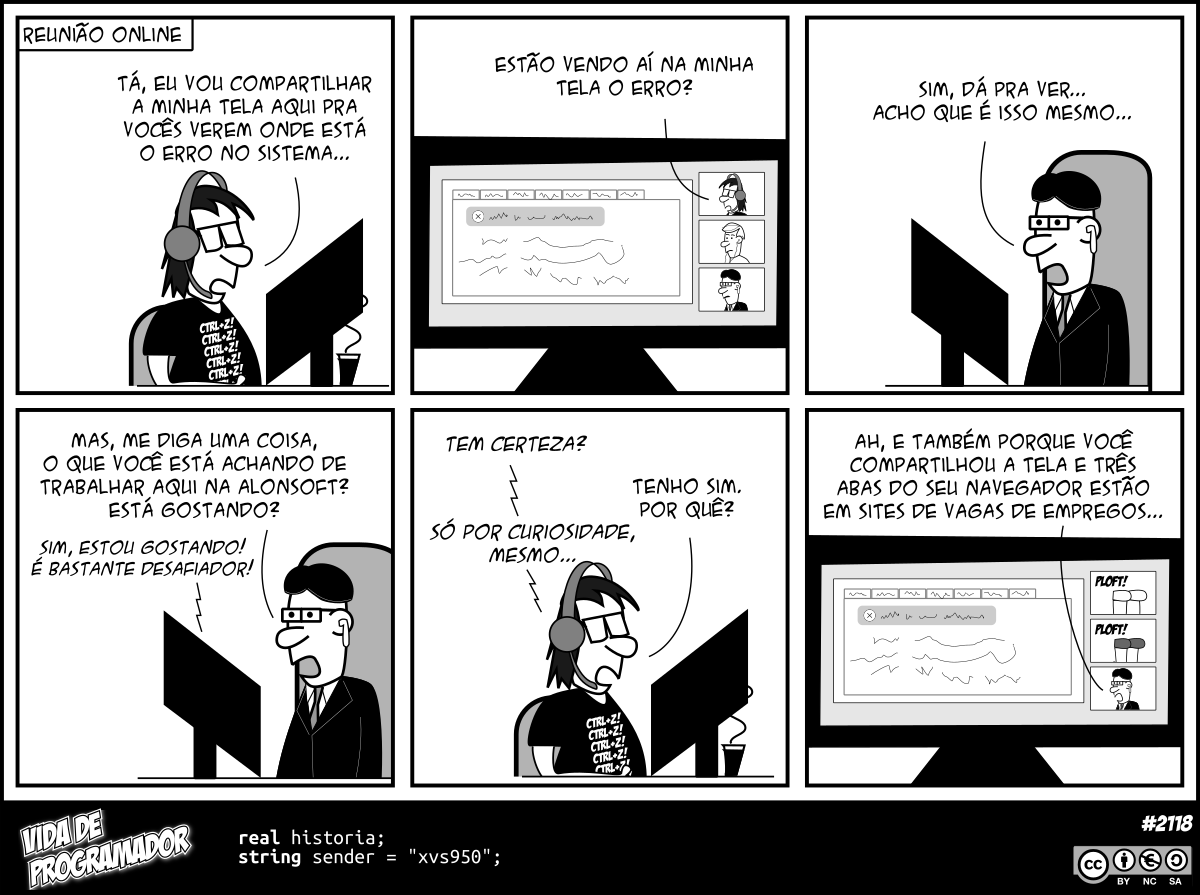 REUNIÃO ONLINE
TÁ, EU VOU COMPARTILHAR
A MINHA TELA AQUI PRA
VOCÊS VEREM ONDE ESTÁ
O ERRO NO SISTEMA...
CTRL+Z!
CTRL+Z!
CTRL+Z!
CTRL+Z!
CTRL+Z!
ESTÃO VENDO AÍ NA MINHA
TELA O ERRO?
SIM, DÁ PRA VER...
ACHO QUE É ISSO MESMO...
MAS, ME DIGA UMA COISA,
O QUE VOCÊ ESTÁ ACHANDO DE
TRABALHAR AQUI NA ALONSOFT?
ESTÁ GOSTANDO?
SIM, ESTOU GOSTANDO!
É BASTANTE DESAFIADOR!
TEM CERTEZA?
TENHO SIM.
POR QUÊ?
SÓ POR CURIOSIDADE,
MESMO...
CTRL+Z!
CTRL+Z!
CTRL+Z!
CTRL+Z!
CTRL+Z!
AH, E TAMBÉM PORQUE VOCÊ
COMPARTILHOU A TELA E TRÊS
ABAS DO SEU NAVEGADOR ESTÃO
EM SITES DE VAGAS DE EMPREGOS...
PLOFT!
PLOFT!
VIDA DE
PROGRAMADOR
real historia;
string sender = "xvs950";
#2118
cc
BY NC SA